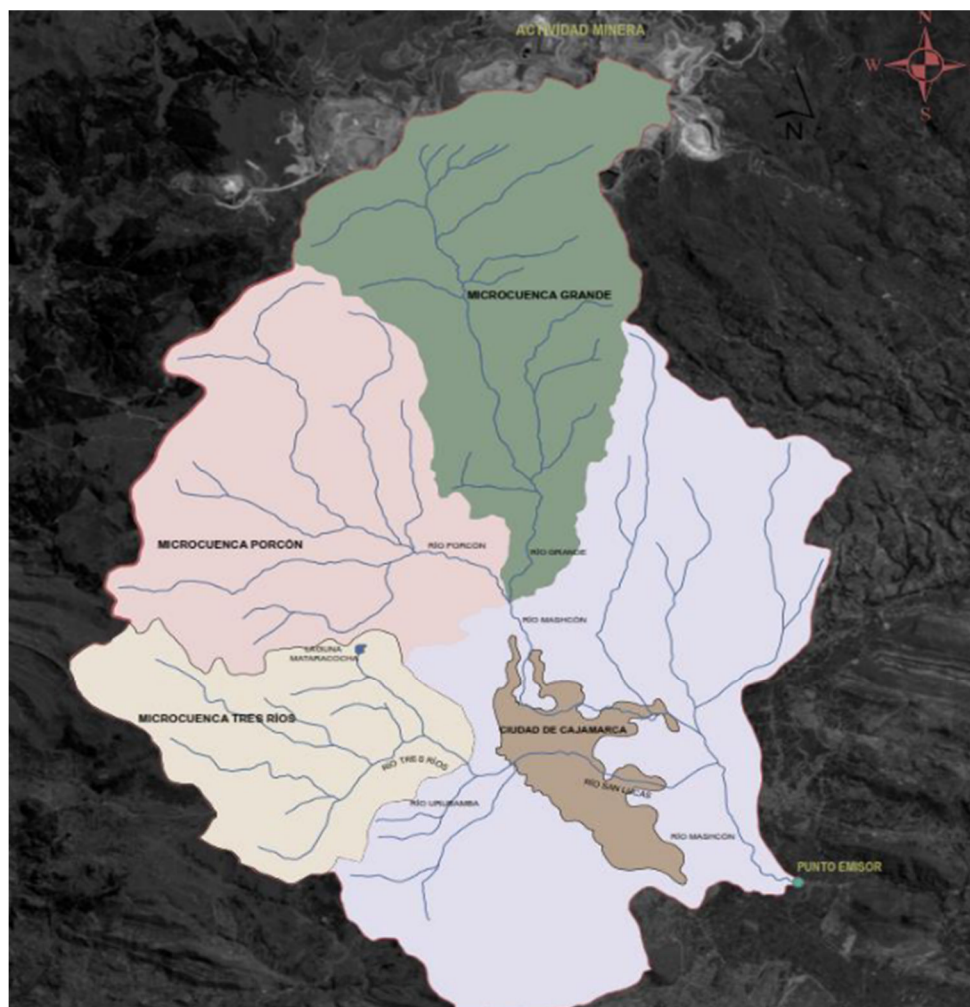 ACTIVIDAD MINERA
N
W
S
N
MICROCUENCA GRANDE
MICROCUENCA PORCÓN
RÍO PORCÓN
RÍO GRANDE
RÍO MASHCÓN
LAGUNA
MATARACOCHA
MICROCUENCA TRES RÍOS
CIUDAD DE CAJAMARCA
RÍO TRES RÍOS
RÍO SAN LUCAS
RÍO URUBAMBA
RÍO MASHCÓN
PUNTO EMISOR